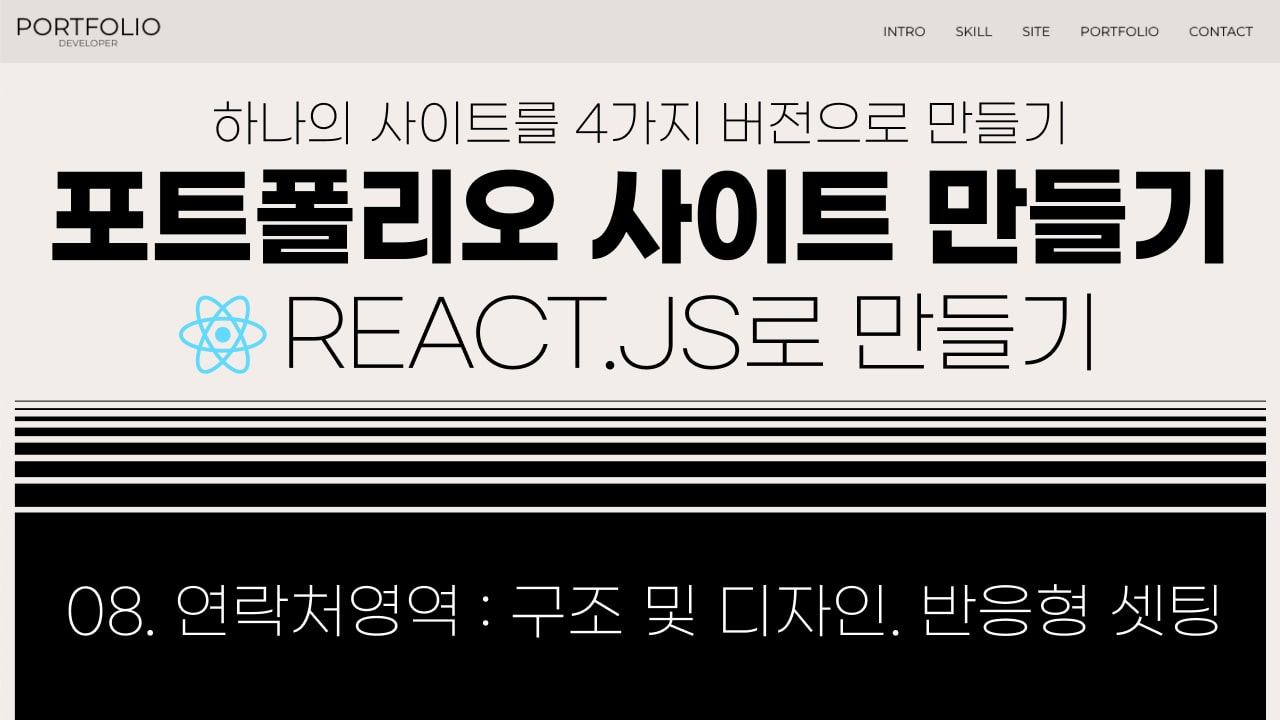 PORTFOLIO
DEVELOPER
INTRO SKILL SITE PORTFOLIO CONTACT
하나의 사이트를 4가지 버전으로 만들기
포트폴리오 사이트 만들기
REACT.JS로 만들기
08. 연락처영역 : 구조 및 디자인. 반응형 셋팅